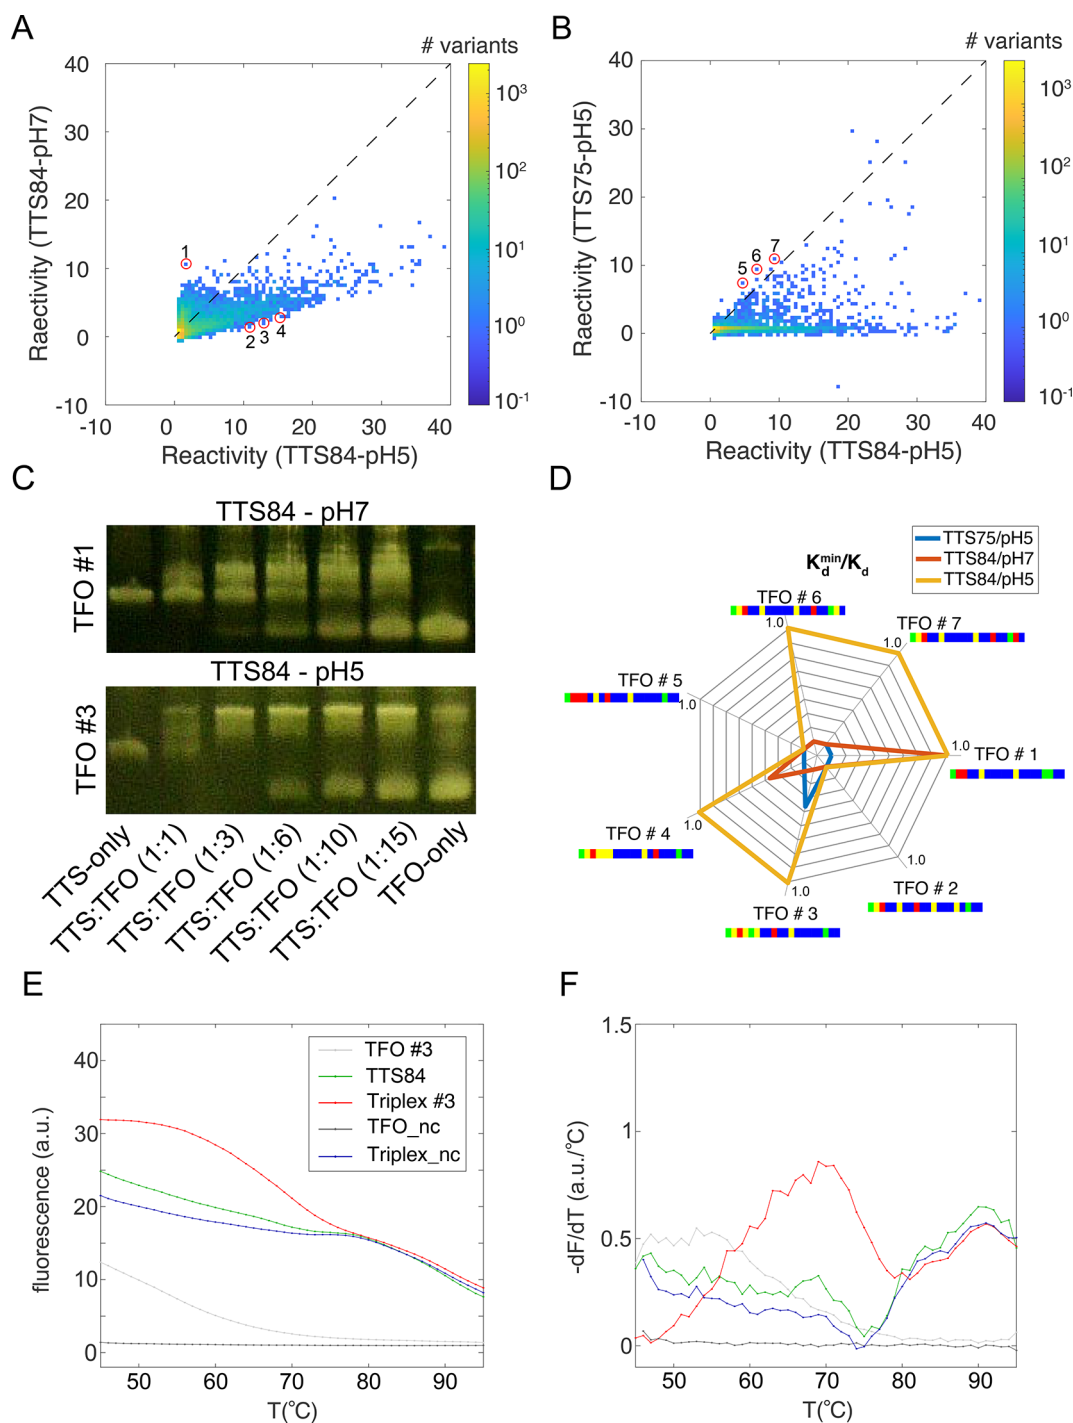 A
# variants
Raectivity (TTS84-pH7)
40
30
20
10
0
-10
-10
0
10
20
30
40
Reactivity (TTS84-pH5)
1
2
3
4
10³
10²
10¹
10⁰
10⁻¹
B
# variants
Reactivity (TTS75-pH5)
40
30
20
10
0
-10
-10
0
10
20
30
40
Reactivity (TTS84-pH5)
5
6
7
10³
10²
10¹
10⁰
10⁻¹
C
TTS84 - pH7
TFO #1
TTS84 - pH5
TFO #3
TTS-only
TTS:TFO (1:1)
TTS:TFO (1:3)
TTS:TFO (1:6)
TTS:TFO (1:10)
TTS:TFO (1:15)
TFO-only
D
TTS75/pH5
TTS84/pH7
TTS84/pH5
K_d^min/K_d
TFO # 6
1.0
TFO # 7
1.0
TFO # 5
1.0
1.0
TFO # 1
TFO # 4
1.0
1.0
TFO # 3
1.0
TFO # 2
E
fluorescence (a.u.)
40
30
20
10
0
50
60
70
80
90
T(°C)
TFO #3
TTS84
Triplex #3
TFO_nc
Triplex_nc
F
-dF/dT (a.u./°C)
1.5
1
0.5
0
50
60
70
80
90
T(°C)